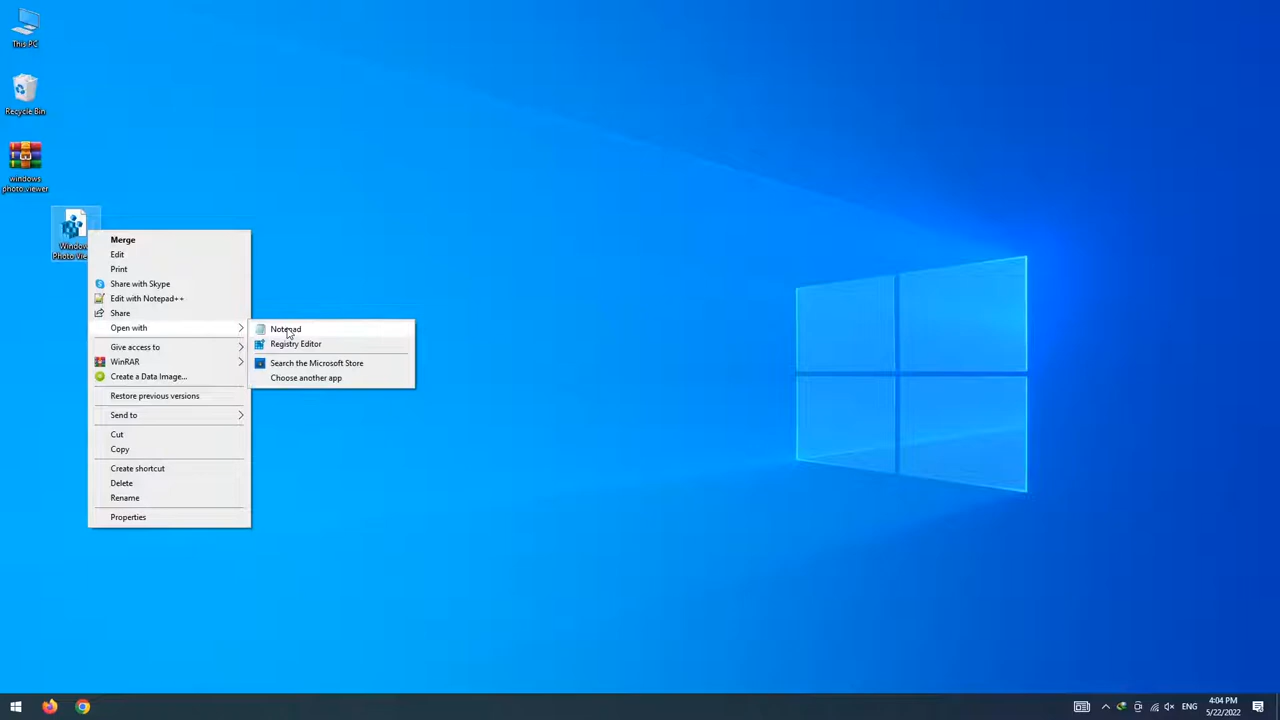 This PC
Recycle Bin
windows
photo viewer
Window
Photo Vie
Merge
Edit
Print
Share with Skype
Edit with Notepad++
Share
Open with
Give access to
WinRAR
Create a Data Image...
Restore previous versions
Send to
Cut
Copy
Create shortcut
Delete
Rename
Properties
Notepad
Registry Editor
Search the Microsoft Store
Choose another app
ENG
4:04 PM
5/22/2022